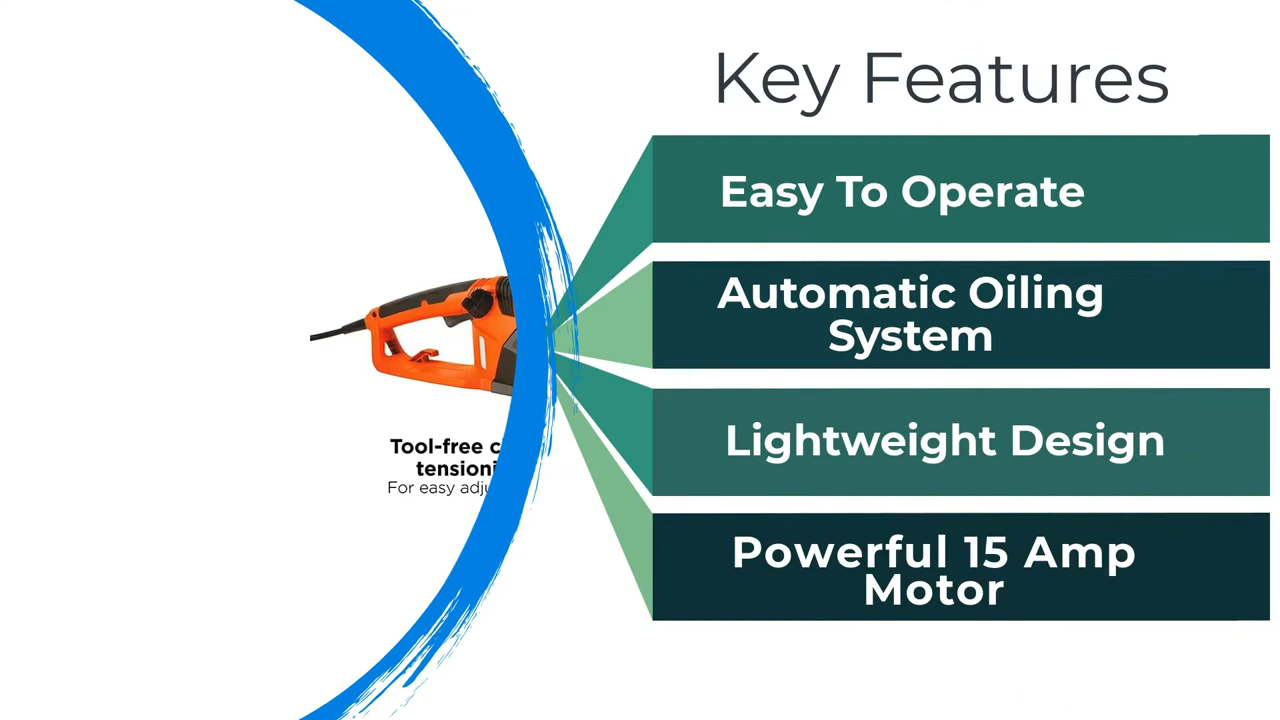 Key Features
Easy To Operate
Automatic Oiling
System
Lightweight Design
Powerful 15 Amp
Motor
Tool-free
For easy